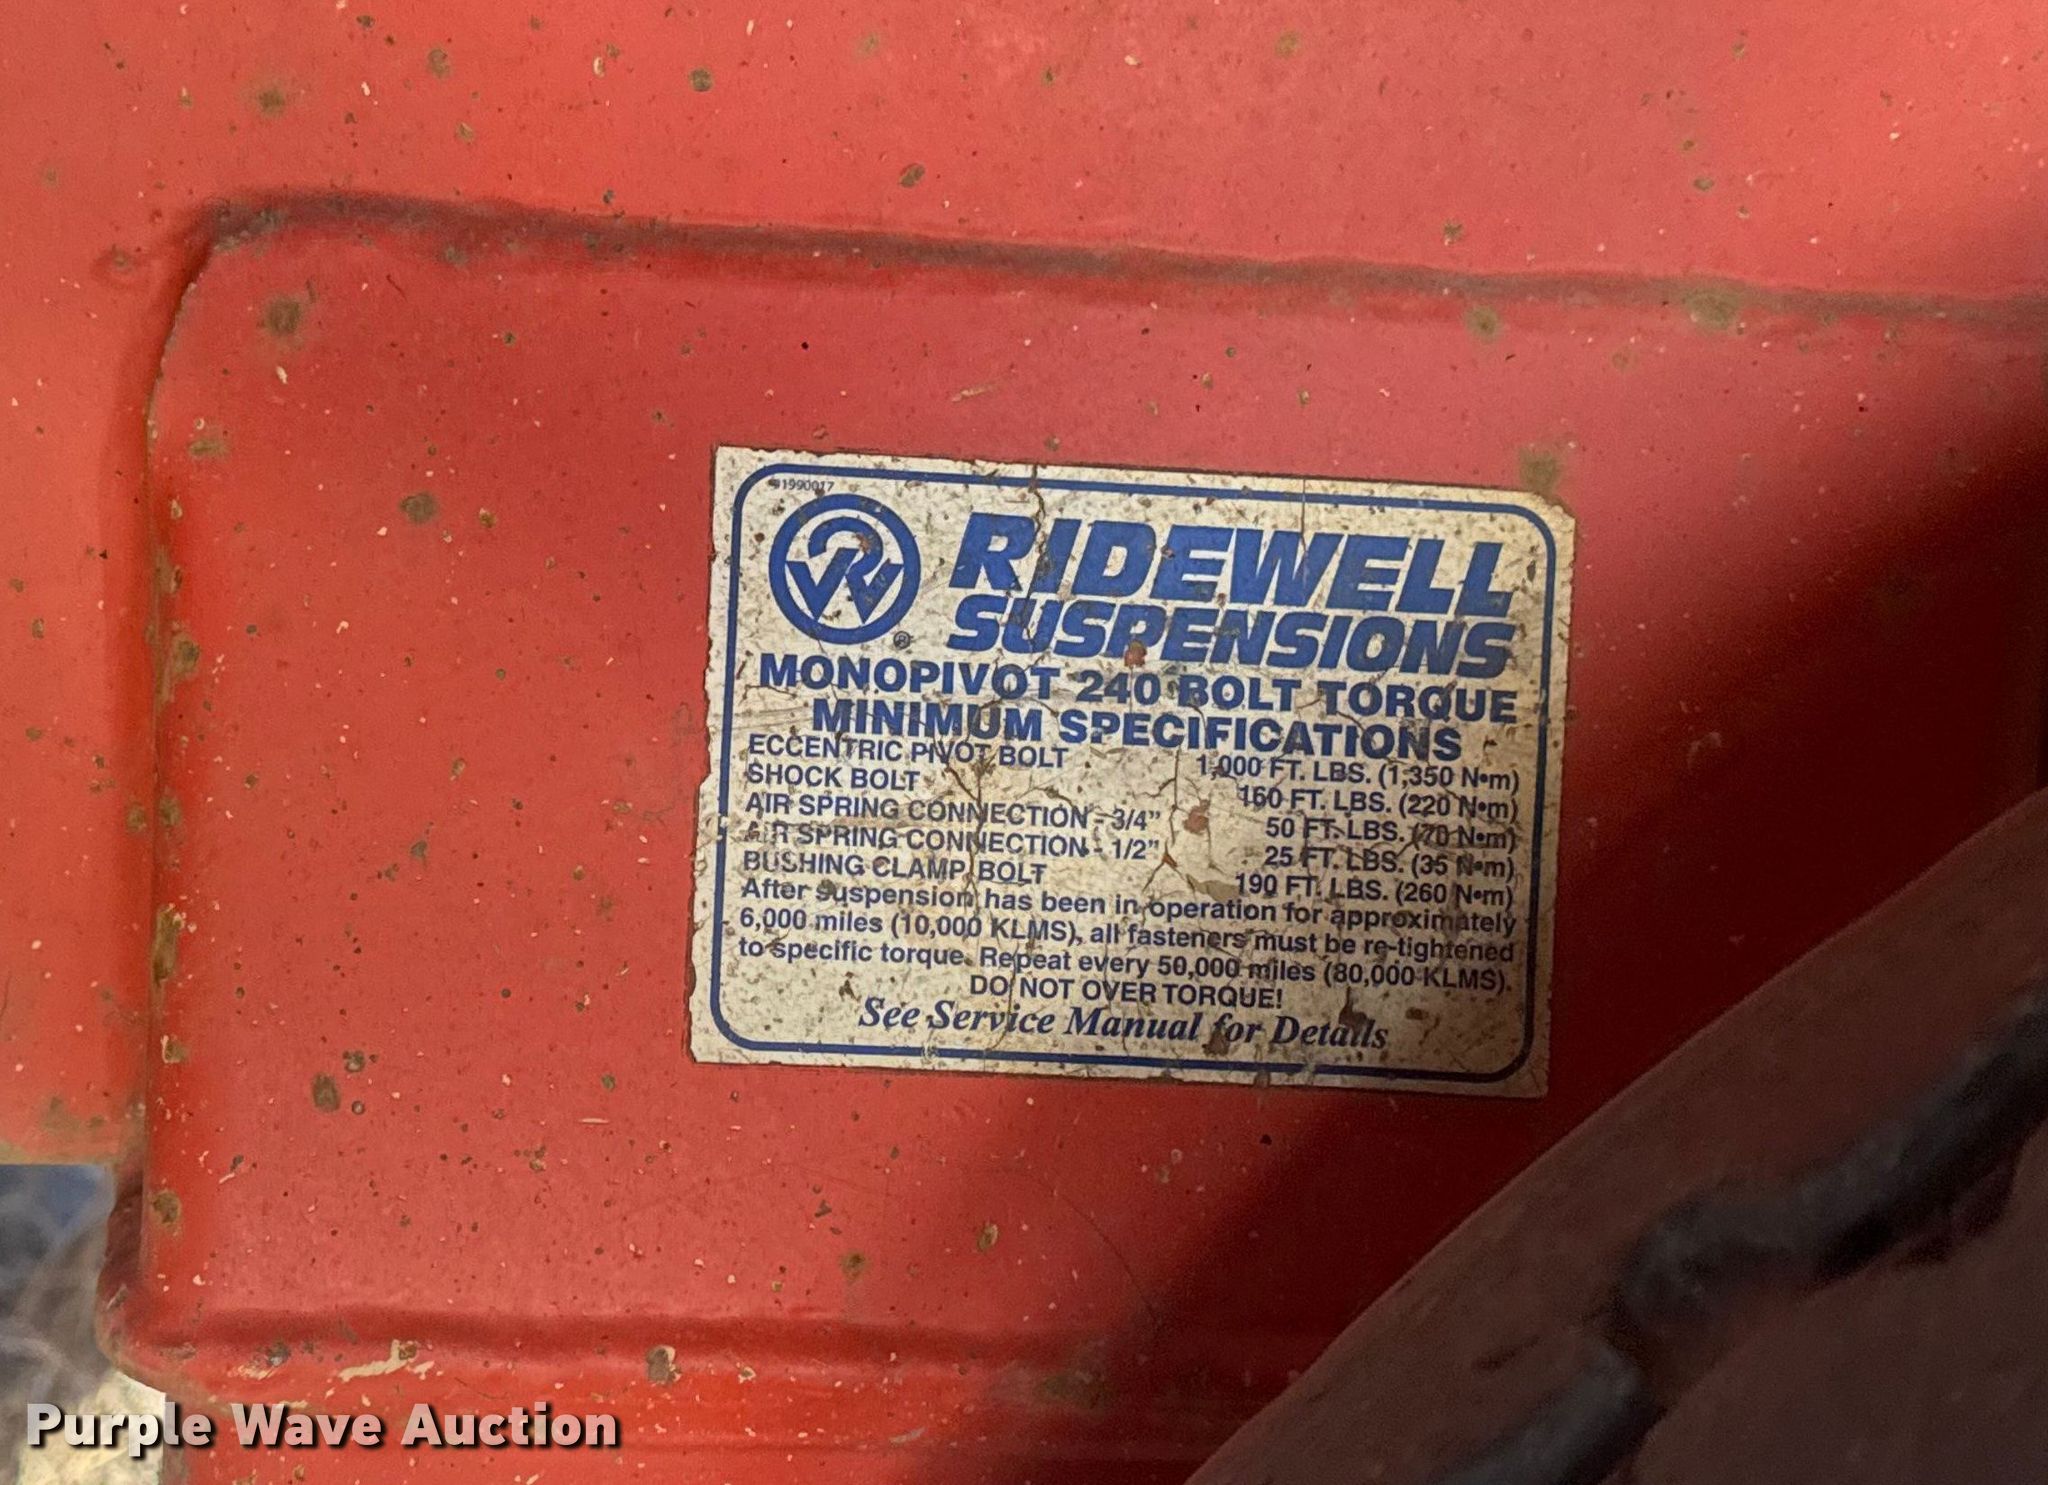 91990017
RIDEWELL
SUSPENSIONS
MONOPIVOT 240 BOLT TORQUE
MINIMUM SPECIFICATIONS
ECCENTRIC PIVOT BOLT 1,000 FT. LBS. (1,350 N•m)
SHOCK BOLT 160 FT. LBS. (220 N•m)
AIR SPRING CONNECTION - 3/4" 50 FT. LBS. (70 N•m)
AIR SPRING CONNECTION - 1/2" 25 FT. LBS. (35 N•m)
BUSHING CLAMP BOLT 190 FT. LBS. (260 N•m)
After suspension has been in operation for approximately
6,000 miles (10,000 KLMS), all fasteners must be re-tightened
to specific torque. Repeat every 50,000 miles (80,000 KLMS).
DO NOT OVER TORQUE!
See Service Manual for Details
Purple Wave Auction